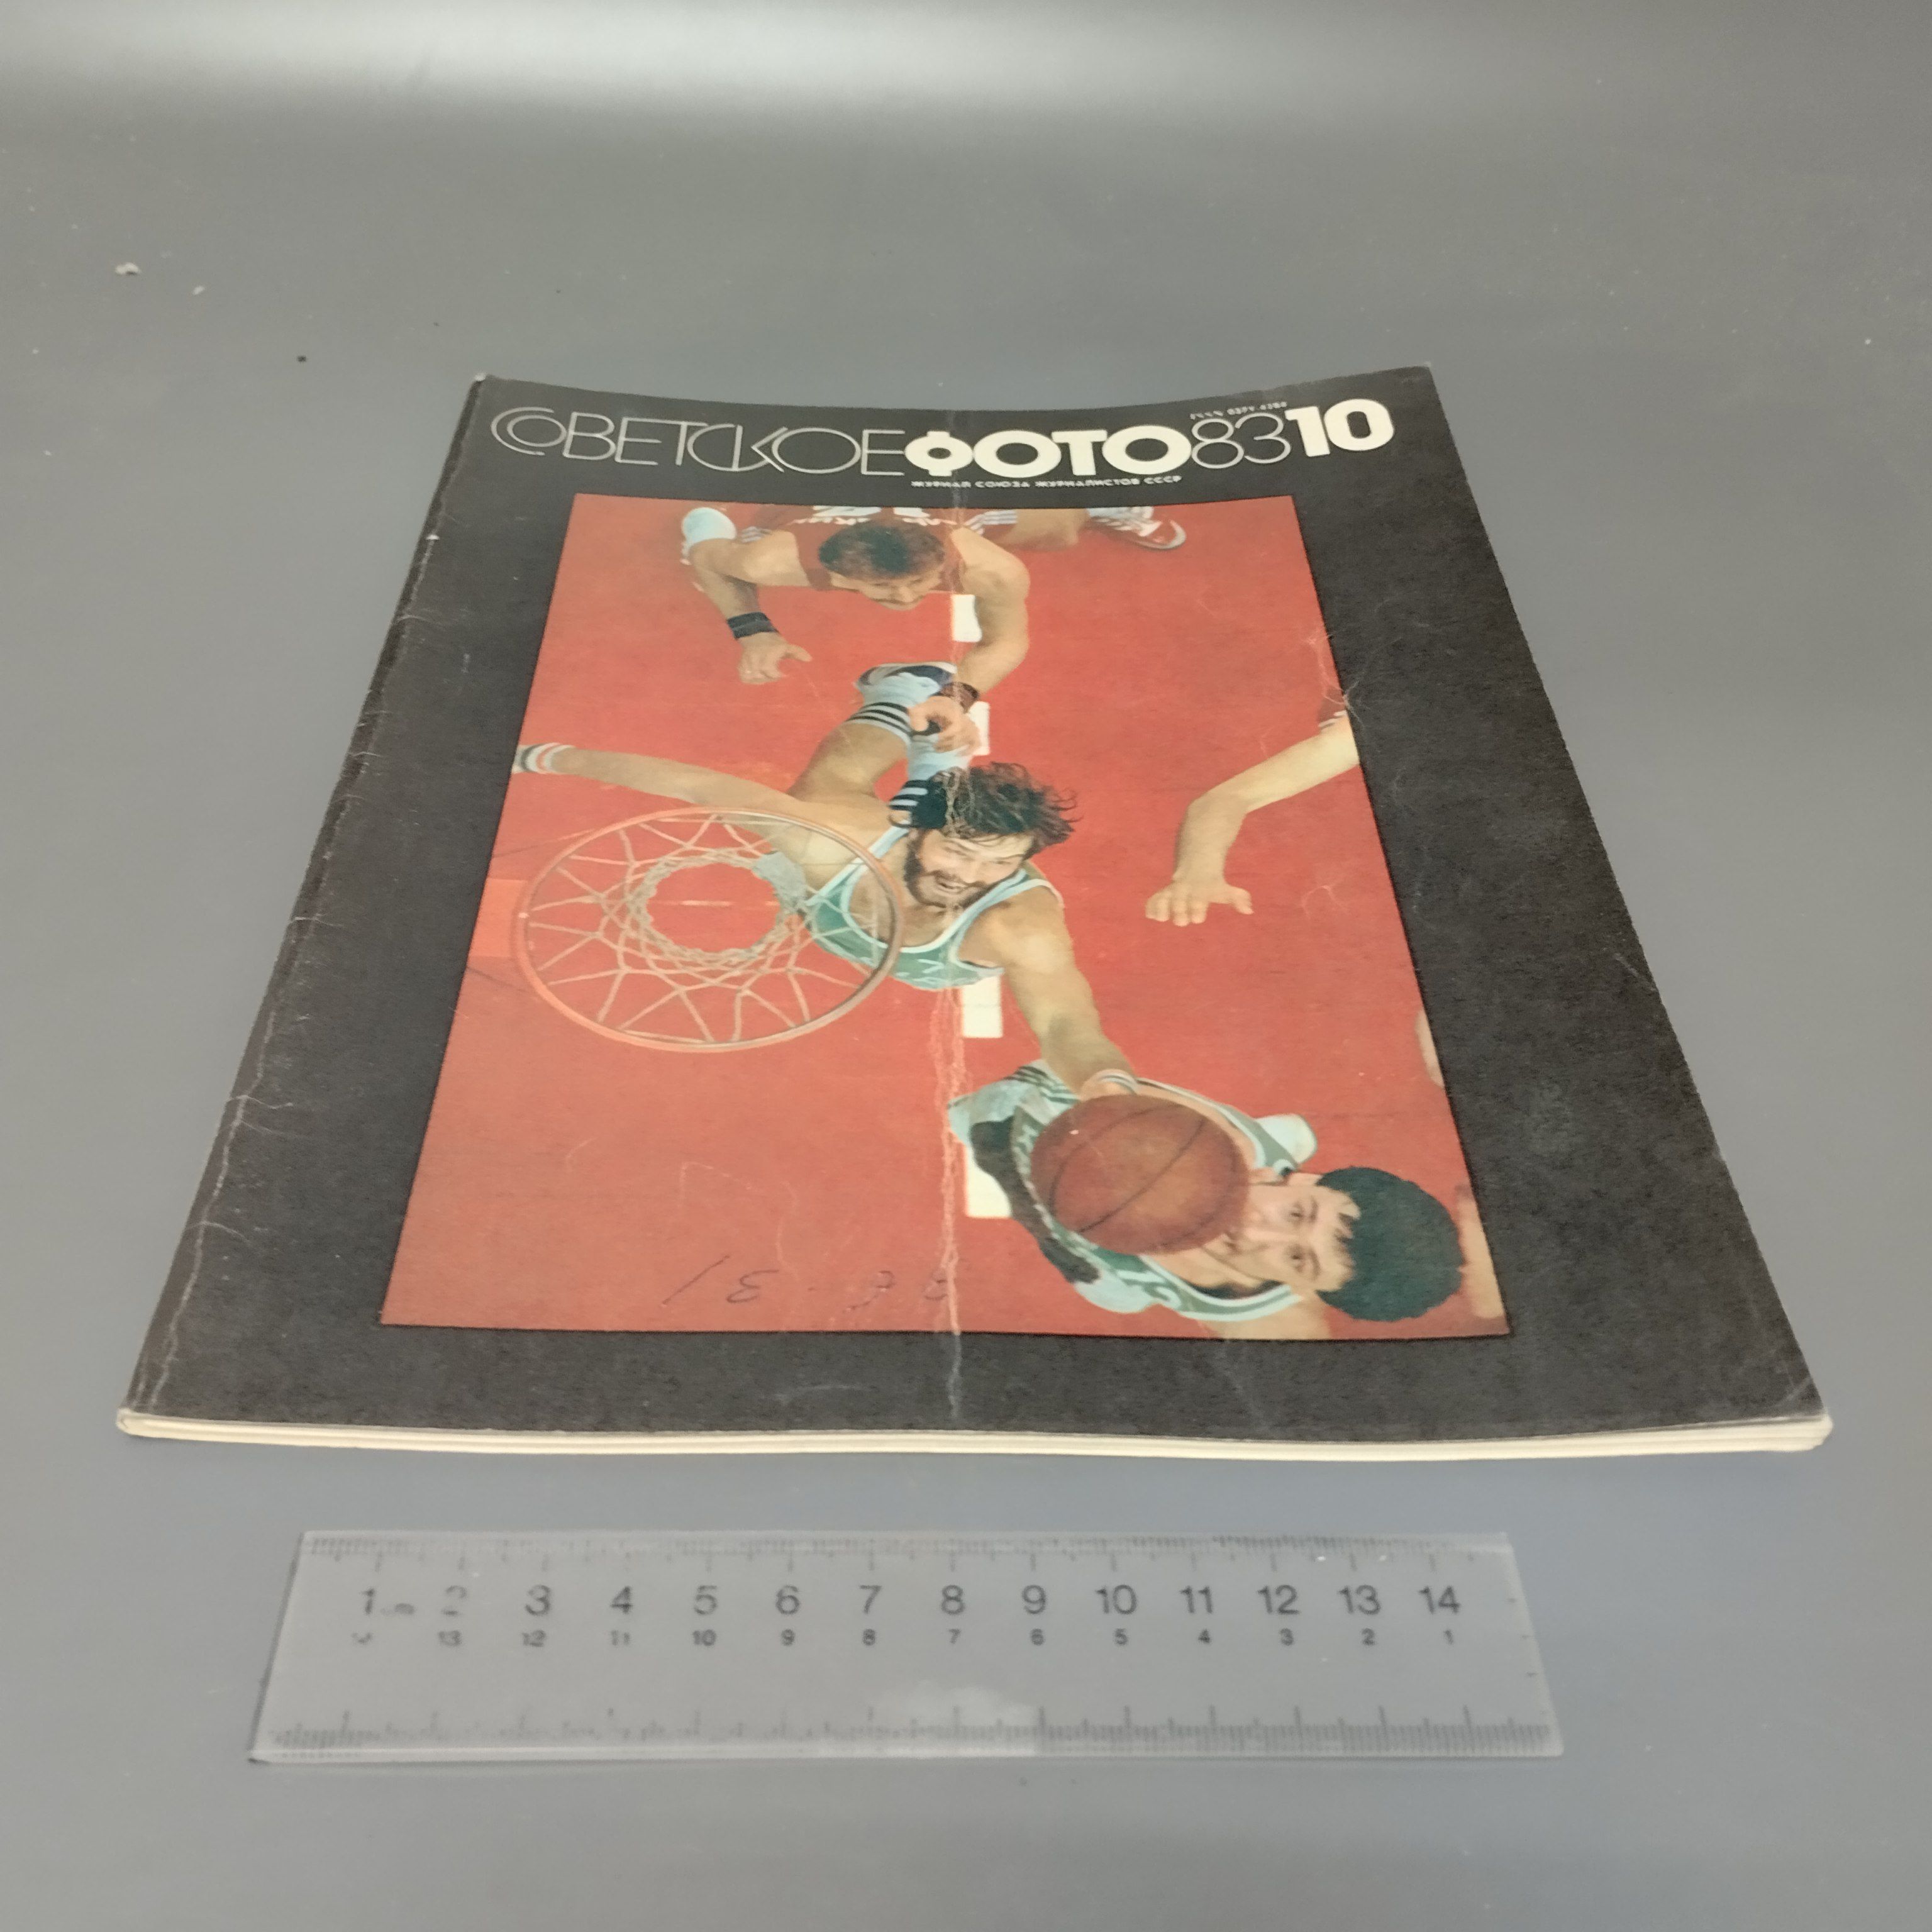 СОВЕТСКОЕ ФОТО 83 10
ЖУРНАЛ СОЮЗА ЖУРНАЛИСТОВ СССР
1 2 3 4 5 6 7 8 9 10 11 12 13 14
14 13 12 11 10 9 8 7 6 5 4 3 2 1